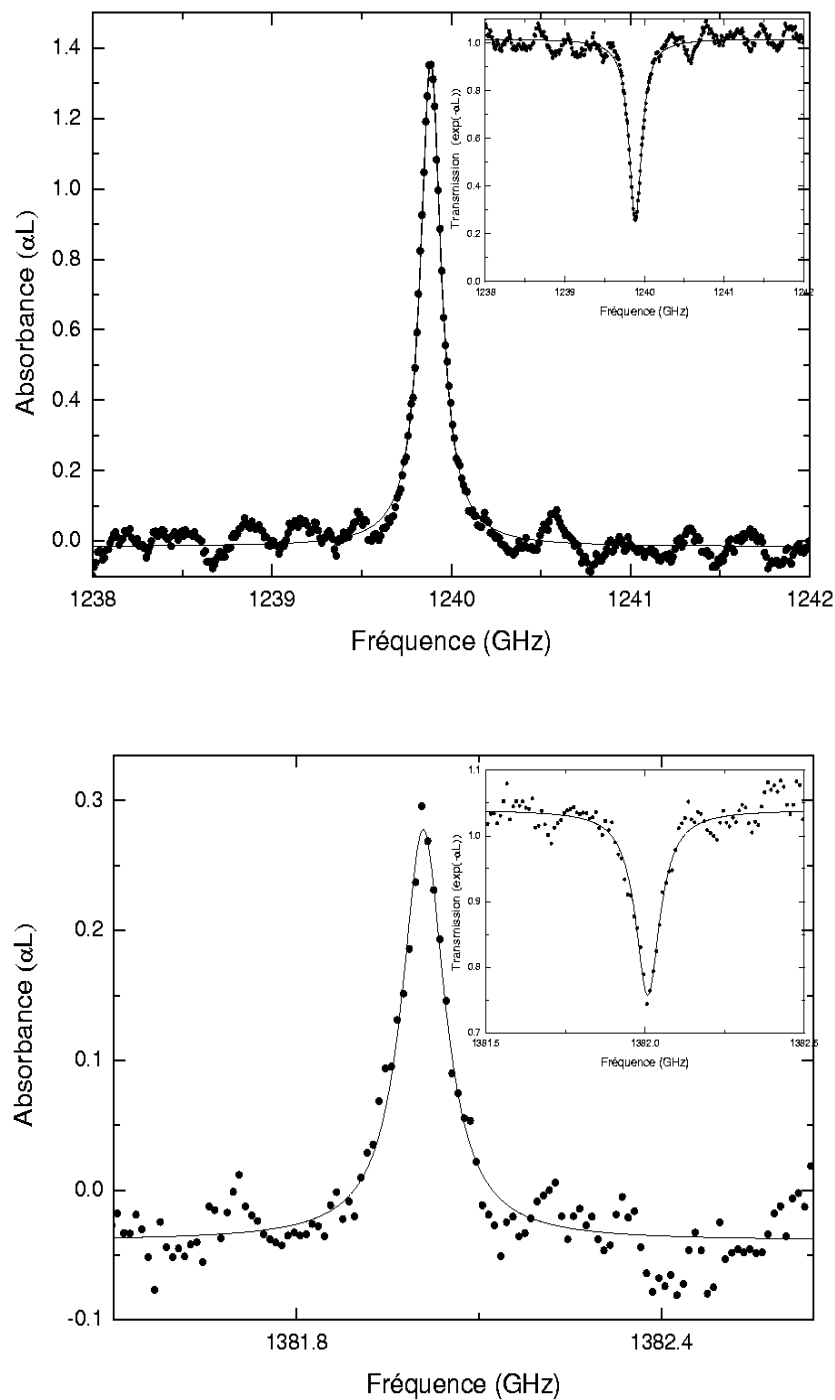 Absorbance (αL)
1.4
1.2
1.0
0.8
0.6
0.4
0.2
0.0
1238 1239 1240 1241 1242
Fréquence (GHz)
Transmission (exp(-αL))
1.0
0.8
0.6
0.4
0.2
0.0
1238 1239 1240 1241 1242
Fréquence (GHz)
Absorbance (αL)
0.3
0.2
0.1
0.0
-0.1
1381.8 1382.4
Fréquence (GHz)
Transmission (exp(-αL))
1.1
1.0
0.9
0.8
0.7
1381.5 1382.0 1382.5
Fréquence (GHz)